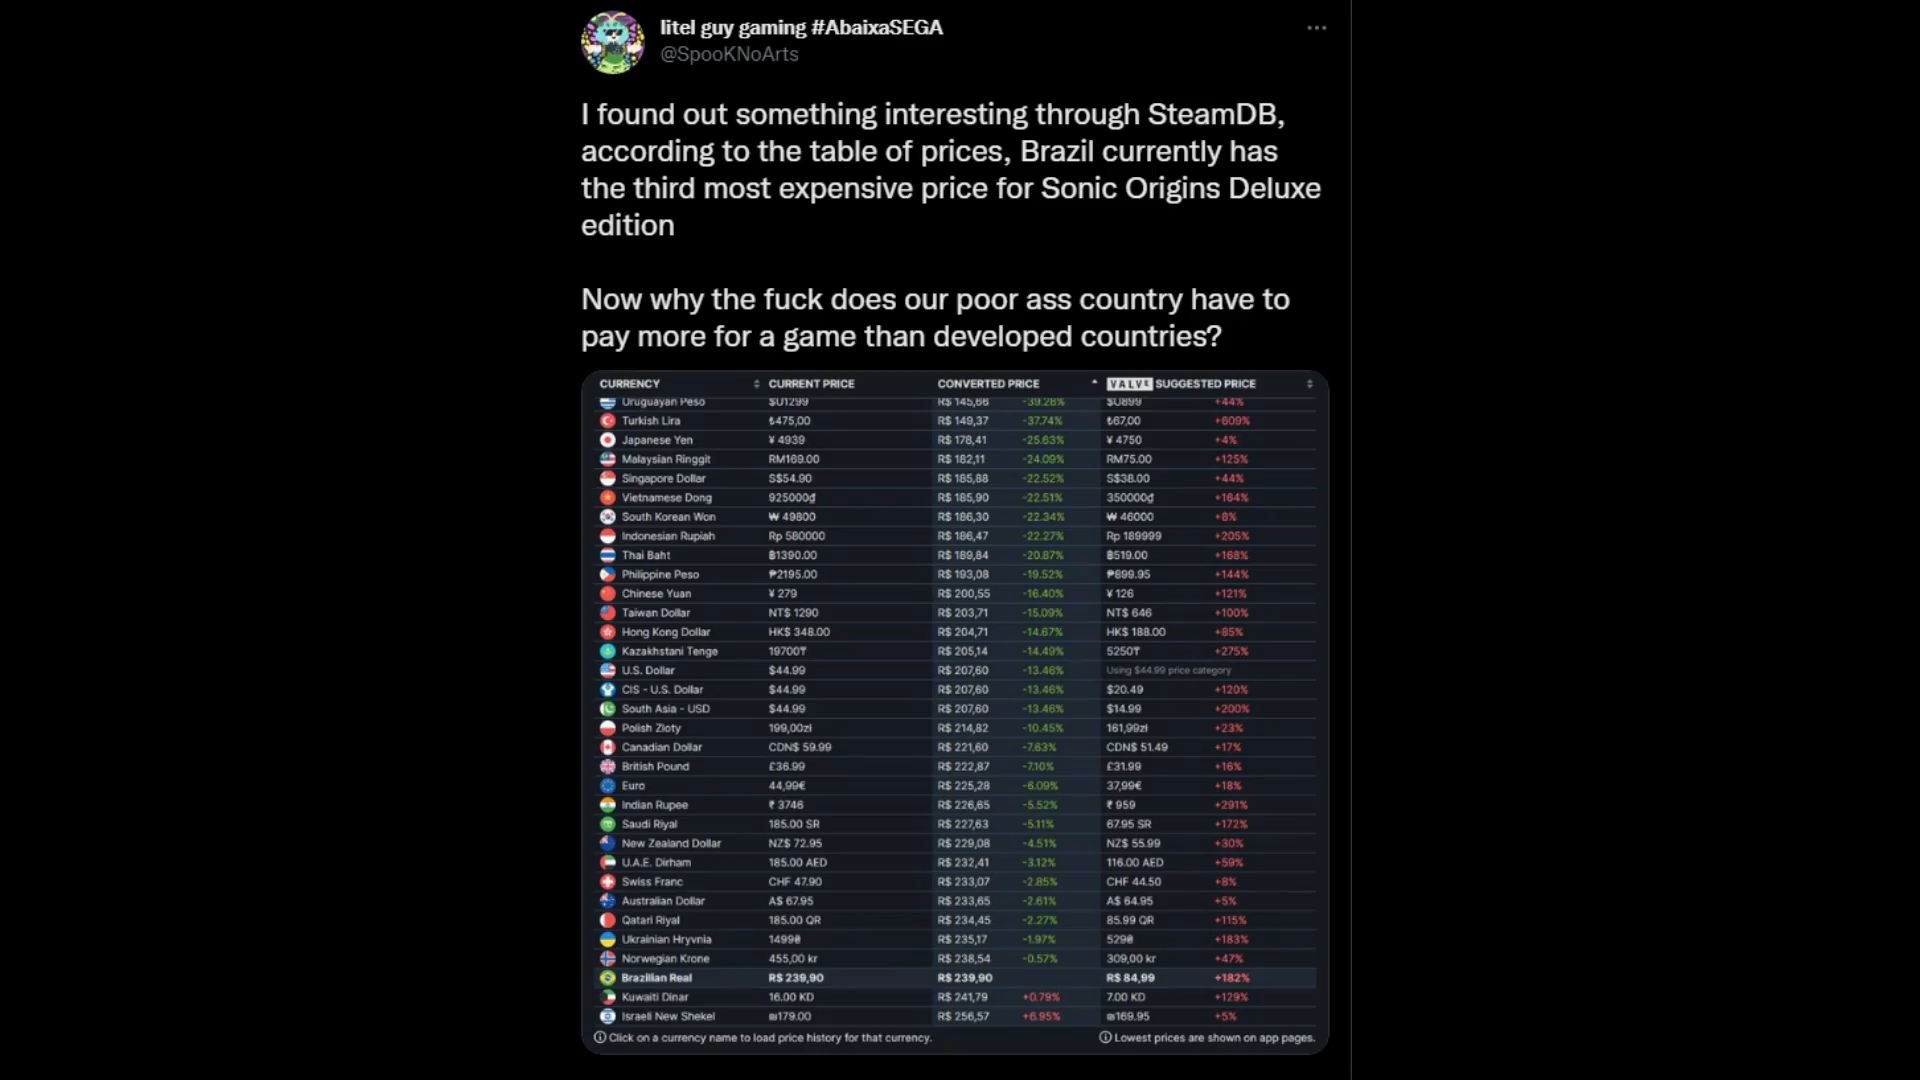 litel guy gaming #AbaixaSEGA
@SpooKNoArts
I found out something interesting through SteamDB,
according to the table of prices, Brazil currently has
the third most expensive price for Sonic Origins Deluxe
edition
Now why the fuck does our poor ass country have to
pay more for a game than developed countries?
CURRENCY CURRENT PRICE CONVERTED PRICE VALVE SUGGESTED PRICE
Uruguayan Peso $U1299 R$ 145,66 -39.28% $U899 +44%
Turkish Lira ₺475,00 R$ 149,37 -37.74% ₺67,00 +609%
Japanese Yen ¥ 4939 R$ 178,41 -25.63% ¥ 4750 +4%
Malaysian Ringgit RM169.00 R$ 182,11 -24.09% RM75.00 +125%
Singapore Dollar S$54.90 R$ 185,88 -22.52% S$38.00 +44%
Vietnamese Dong 925000₫ R$ 185,90 -22.51% 350000₫ +164%
South Korean Won ₩ 49800 R$ 186,30 -22.34% ₩ 46000 +8%
Indonesian Rupiah Rp 580000 R$ 186,47 -22.27% Rp 189999 +205%
Thai Baht ฿1390.00 R$ 189,84 -20.87% ฿519.00 +168%
Philippine Peso ₱2195.00 R$ 193,08 -19.52% ₱899.95 +144%
Chinese Yuan ¥ 279 R$ 200,55 -16.40% ¥ 126 +121%
Taiwan Dollar NT$ 1290 R$ 203,71 -15.09% NT$ 646 +100%
Hong Kong Dollar HK$ 348.00 R$ 204,71 -14.67% HK$ 188.00 +85%
Kazakhstani Tenge 19700₸ R$ 205,14 -14.49% 5250₸ +275%
U.S. Dollar $44.99 R$ 207,60 -13.46% Using $44.99 price category
CIS - U.S. Dollar $44.99 R$ 207,60 -13.46% $20.49 +120%
South Asia - USD $44.99 R$ 207,60 -13.46% $14.99 +200%
Polish Zloty 199,00zł R$ 214,82 -10.45% 161,99zł +23%
Canadian Dollar CDN$ 59.99 R$ 221,60 -7.63% CDN$ 51.49 +17%
British Pound £36.99 R$ 222,87 -7.10% £31.99 +16%
Euro 44,99€ R$ 225,28 -6.09% 37,99€ +18%
Indian Rupee ₹ 3746 R$ 226,65 -5.52% ₹ 959 +291%
Saudi Riyal 185.00 SR R$ 227,63 -5.11% 67.95 SR +172%
New Zealand Dollar NZ$ 72.95 R$ 229,08 -4.51% NZ$ 55.99 +30%
U.A.E. Dirham 185.00 AED R$ 232,41 -3.12% 116.00 AED +59%
Swiss Franc CHF 47.90 R$ 233,07 -2.85% CHF 44.50 +8%
Australian Dollar A$ 67.95 R$ 233,65 -2.61% A$ 64.95 +5%
Qatari Riyal 185.00 QR R$ 234,45 -2.27% 85.99 QR +115%
Ukrainian Hryvnia 1499₴ R$ 235,17 -1.97% 529₴ +183%
Norwegian Krone 455,00 kr R$ 238,54 -0.57% 309,00 kr +47%
Brazilian Real R$ 239,90 R$ 239,90 R$ 84,99 +182%
Kuwaiti Dinar 16.00 KD R$ 241,79 +0.79% 7.00 KD +129%
Israeli New Shekel ₪179.00 R$ 256,57 +6.95% ₪169.95 +5%
Click on a currency name to load price history for that currency. Lowest prices are shown on app pages.